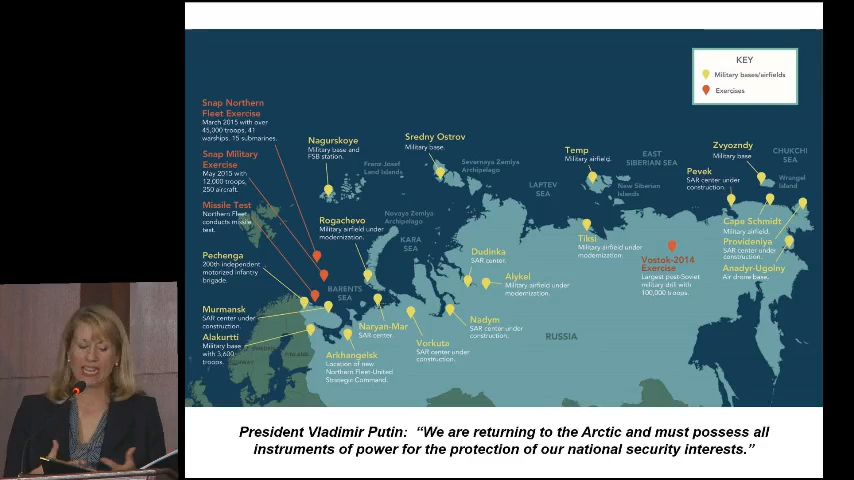 KEY
Military bases/airfields
Exercises
Snap Northern
Fleet Exercise
March 2015 with over
45,000 troops, 41
warships, 15 submarines.
Snap Military
Exercise
May 2015 with
12,000 troops,
250 aircraft.
Missile Test
Northern Fleet
conducts missile
test.
Pechenga
200th independent
motorized infantry
brigade.
Murmansk
SAR center under
construction.
Alakurtti
Military base
with 3,600
troops.
Nagurskoye
Military base and
FSB station.
Franz Josef
Land Islands
Sredny Ostrov
Military base.
Severnaya Zemlya
Archipelago
Rogachevo
Military airfield under
modernization.
Novaya Zemlya
Archipelago
KARA
SEA
BARENTS
SEA
LAPTEV
SEA
Temp
Military airfield.
EAST
SIBERIAN SEA
New Siberian
Islands
Zvyozndy
Military base
CHUKCHI
SEA
Wrangel
Island
Pevek
SAR center under
construction.
Cape Schmidt
Military airfield.
Provideniya
SAR center under
construction.
Anadyr-Ugolny
Air drone base.
Tiksi
Military airfield under
modernization.
Vostok-2014
Exercise
Largest post-Soviet
military drill with
100,000 troops.
Dudinka
SAR center.
Alykel
Military airfield under
modernization.
Nadym
SAR center under
construction.
Naryan-Mar
SAR center.
Vorkuta
SAR center under
construction.
Arkhangelsk
Location of new
Northern Fleet-United
Strategic Command.
RUSSIA
FINLAND
President Vladimir Putin:  “We are returning to the Arctic and must possess all
instruments of power for the protection of our national security interests.”